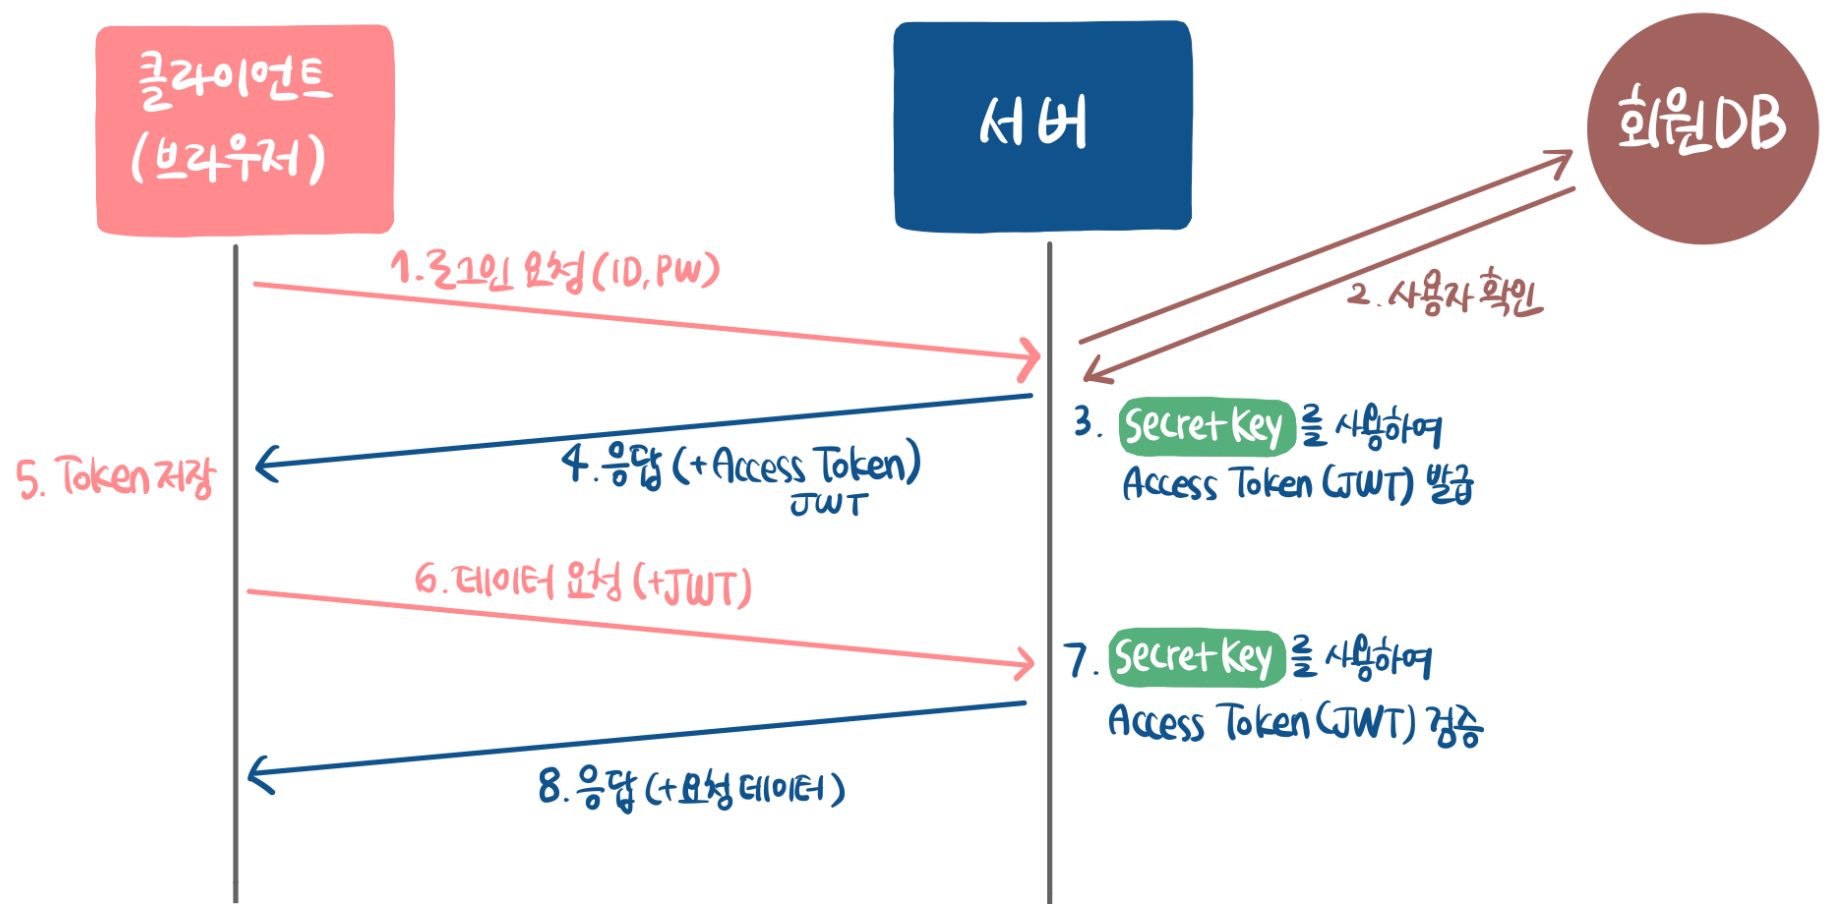 클라이언트
(브라우저)
서버
회원DB
1.로그인 요청(ID,PW)
2. 사용자 확인
3. Secret Key를 사용하여
Access Token(JWT) 발급
4.응답(+Access Token)
JWT
5. Token 저장
6.데이터 요청(+JWT)
7. Secret Key를 사용하여
Access Token(JWT) 검증
8.응답(+요청 데이터)